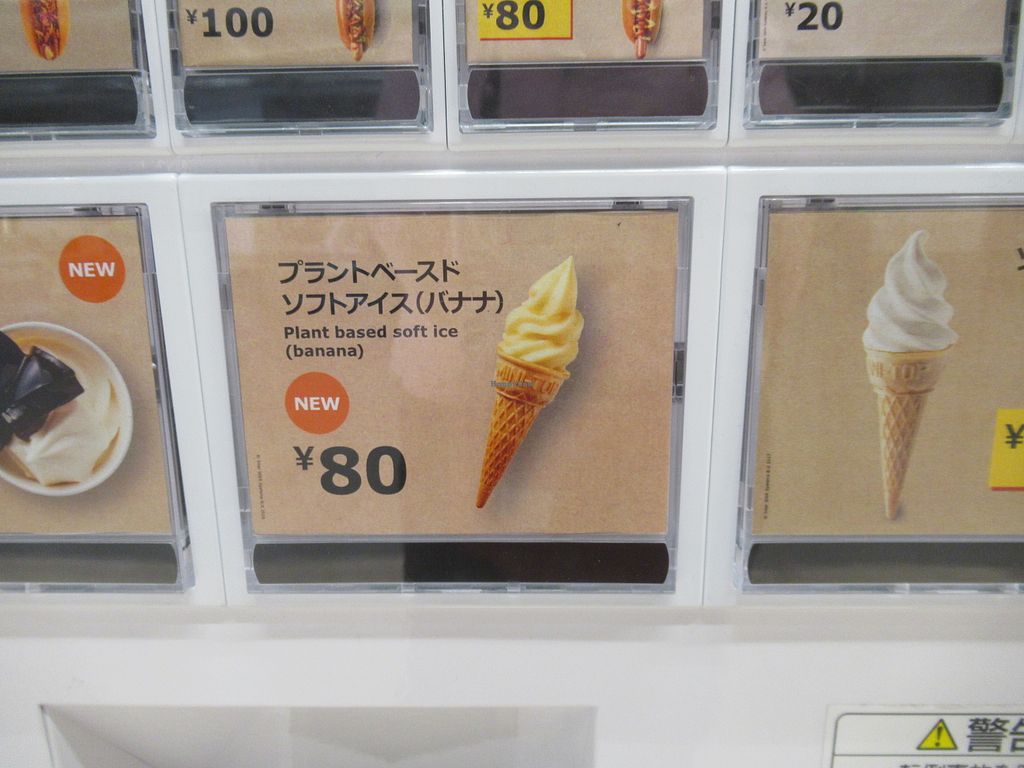 ¥100
¥80
¥20
NEW
プラントベースド
ソフトアイス(バナナ)
Plant based soft ice
(banana)
NEW
¥80
¥
警告